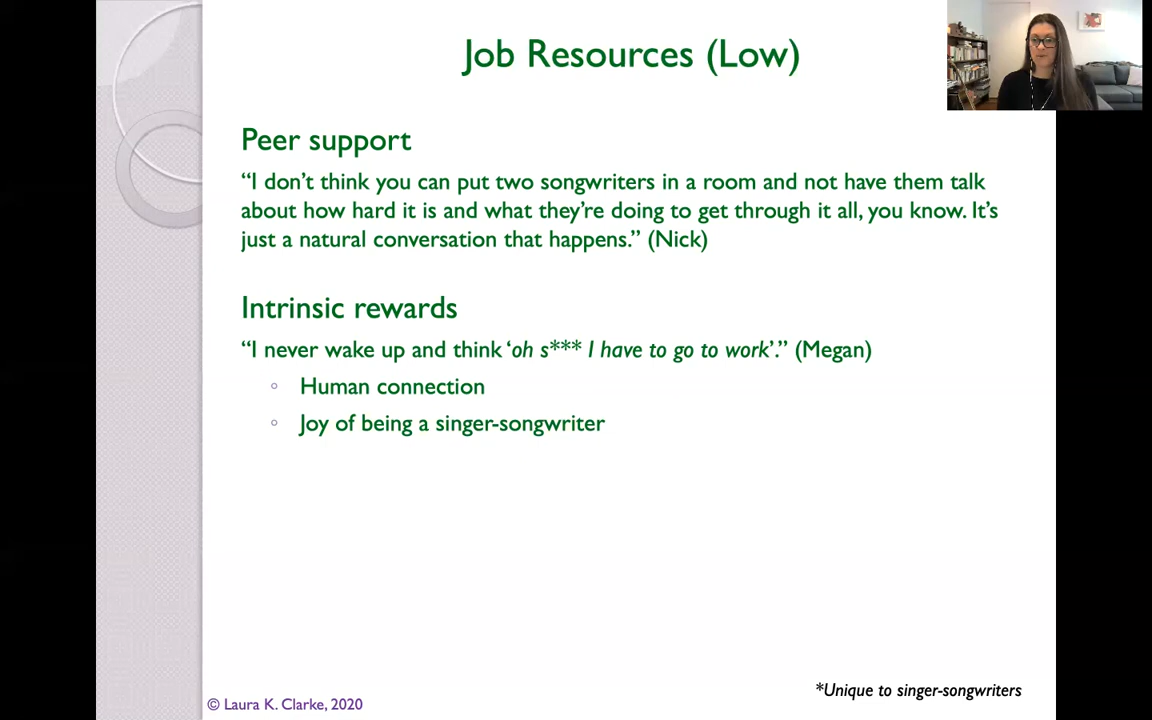 Job Resources (Low)
Peer support
“I don’t think you can put two songwriters in a room and not have them talk
about how hard it is and what they’re doing to get through it all, you know. It’s
just a natural conversation that happens.” (Nick)
Intrinsic rewards
“I never wake up and think ‘oh s*** I have to go to work’.” (Megan)
Human connection
Joy of being a singer-songwriter
*Unique to singer-songwriters
© Laura K. Clarke, 2020